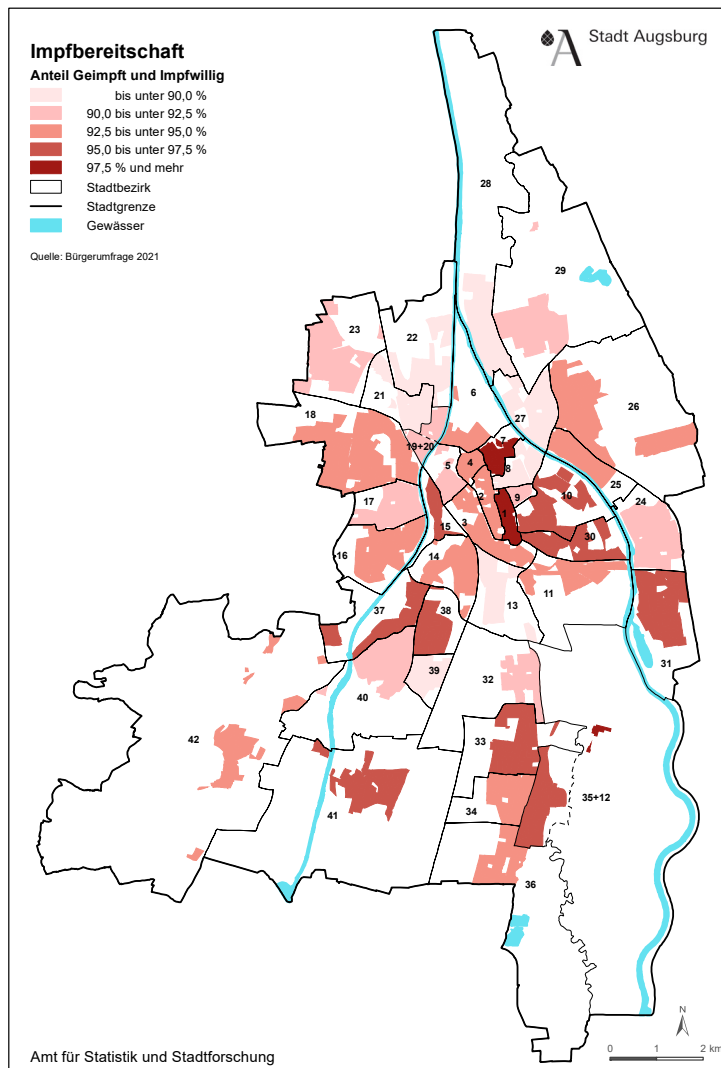 Impfbereitschaft
Anteil Geimpft und Impfwillig
bis unter 90,0 %
90,0 bis unter 92,5 %
92,5 bis unter 95,0 %
95,0 bis unter 97,5 %
97,5 % und mehr
Stadtbezirk
Stadtgrenze
Gewässer
Quelle: Bürgerumfrage 2021
A Stadt Augsburg
28
29
23
22
21
6
26
18
27
7
19+20
4
5
8
25
17
2
9
10
24
1
15
3
30
16
14
11
37
38
13
31
39
32
40
42
33
35+12
41
34
36
N
0 1 2 km
Amt für Statistik und Stadtforschung